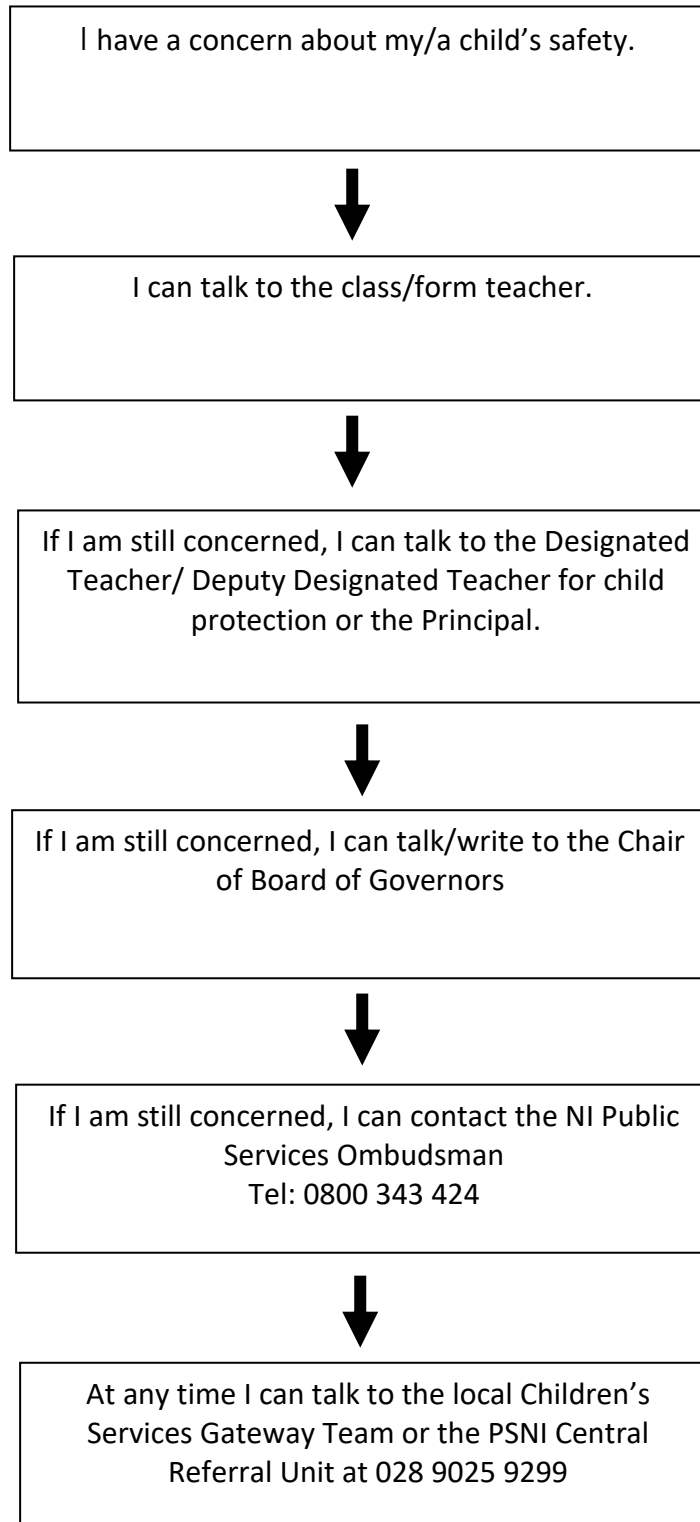 I have a concern about my/a child’s safety.
I can talk to the class/form teacher.
If I am still concerned, I can talk to the Designated
Teacher/ Deputy Designated Teacher for child
protection or the Principal.
If I am still concerned, I can talk/write to the Chair
of Board of Governors
If I am still concerned, I can contact the NI Public
Services Ombudsman
Tel: 0800 343 424
At any time I can talk to the local Children’s
Services Gateway Team or the PSNI Central
Referral Unit at 028 9025 9299